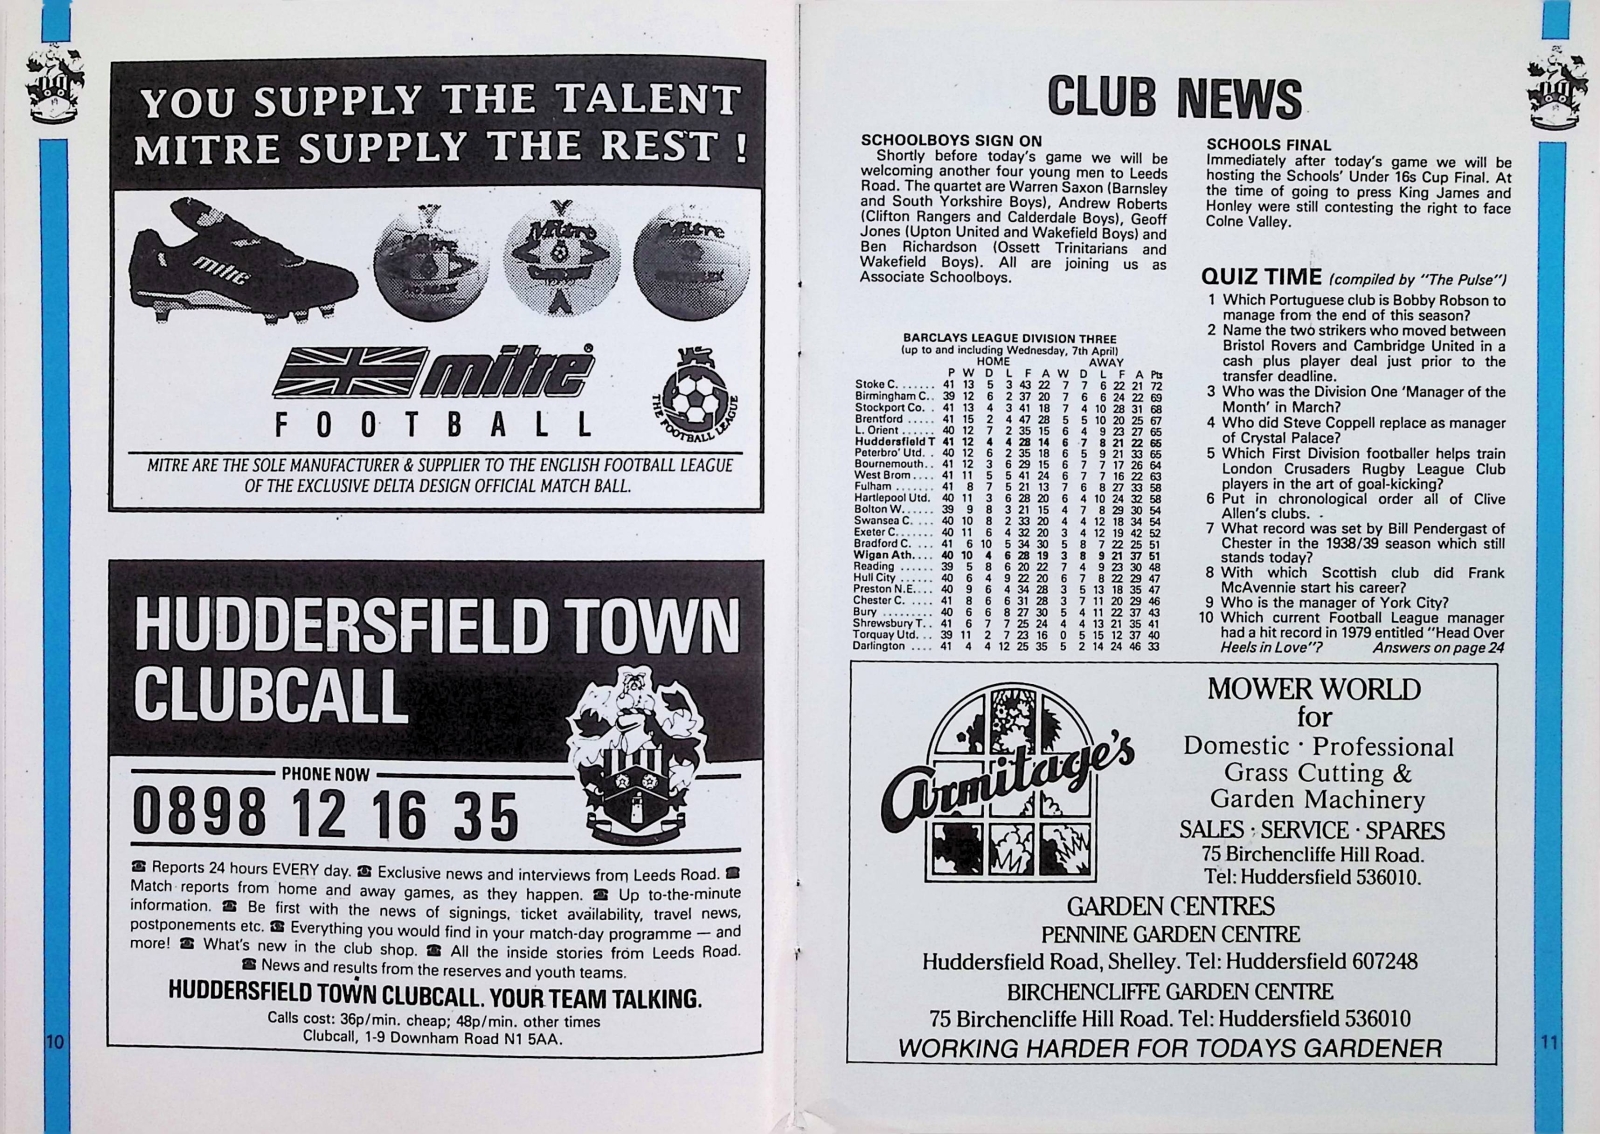 YOU SUPPLY THE TALENT
MITRE SUPPLY THE REST !
mitre
Mitre
Mitre
Mitre
mitre®
FOOTBALL
THE FOOTBALL LEAGUE
MITRE ARE THE SOLE MANUFACTURER & SUPPLIER TO THE ENGLISH FOOTBALL LEAGUE
OF THE EXCLUSIVE DELTA DESIGN OFFICIAL MATCH BALL.
HUDDERSFIELD TOWN
CLUBCALL
PHONE NOW
0898 12 16 35
☎ Reports 24 hours EVERY day. ☎ Exclusive news and interviews from Leeds Road. ☎
Match reports from home and away games, as they happen. ☎ Up to-the-minute
information. ☎ Be first with the news of signings, ticket availability, travel news,
postponements etc. ☎ Everything you would find in your match-day programme — and
more! ☎ What's new in the club shop. ☎ All the inside stories from Leeds Road.
☎ News and results from the reserves and youth teams.
HUDDERSFIELD TOWN CLUBCALL. YOUR TEAM TALKING.
Calls cost: 36p/min. cheap; 48p/min. other times
Clubcall, 1-9 Downham Road N1 5AA.
10
CLUB NEWS
SCHOOLBOYS SIGN ON
Shortly before today's game we will be
welcoming another four young men to Leeds
Road. The quartet are Warren Saxon (Barnsley
and South Yorkshire Boys), Andrew Roberts
(Clifton Rangers and Calderdale Boys), Geoff
Jones (Upton United and Wakefield Boys) and
Ben Richardson (Ossett Trinitarians and
Wakefield Boys). All are joining us as
Associate Schoolboys.
BARCLAYS LEAGUE DIVISION THREE
(up to and including Wednesday, 7th April)
HOME AWAY
P W D L F A W D L F A Pts
Stoke C. ...... 41 13 5 3 43 22 7 7 6 22 21 72
Birmingham C.. 39 12 6 2 37 20 7 6 6 24 22 69
Stockport Co. . 41 13 4 3 41 18 7 4 10 28 31 68
Brentford ..... 41 15 2 4 47 28 5 5 10 20 25 67
L. Orient ...... 40 12 7 2 35 15 6 4 9 23 27 65
Huddersfield T 41 12 4 4 28 14 6 7 8 21 22 65
Peterbro' Utd. . 40 12 6 2 35 18 6 5 9 21 33 65
Bournemouth.. 41 12 3 6 29 15 6 7 7 17 26 64
West Brom .... 41 11 5 5 41 24 6 7 7 16 22 63
Fulham ....... 41 8 7 5 21 13 7 6 8 27 33 58
Hartlepool Utd. 40 11 3 6 28 20 6 4 10 24 32 58
Bolton W...... 39 9 8 3 21 15 4 7 8 29 30 54
Swansea C. ... 40 10 8 2 33 20 4 4 12 18 34 54
Exeter C....... 40 11 6 4 32 20 3 4 12 19 42 52
Bradford C. ... 41 6 10 5 34 30 5 8 7 22 25 51
Wigan Ath.... 40 10 4 6 28 19 3 8 9 21 37 51
Reading ...... 39 5 8 6 20 22 7 4 9 23 30 48
Hull City ...... 40 6 4 9 22 20 6 7 8 22 29 47
Preston N.E.... 40 9 6 4 34 28 3 5 13 18 35 47
Chester C. .... 41 8 6 6 31 28 3 7 11 20 29 46
Bury ......... 40 6 6 8 27 30 5 4 11 22 37 43
Shrewsbury T.. 41 6 7 7 25 24 4 4 13 21 35 41
Torquay Utd... 39 11 2 7 23 16 0 5 15 12 37 40
Darlington .... 41 4 4 12 25 35 5 2 14 24 46 33
SCHOOLS FINAL
Immediately after today's game we will be
hosting the Schools' Under 16s Cup Final. At
the time of going to press King James and
Honley were still contesting the right to face
Colne Valley.
QUIZ TIME (compiled by "The Pulse")
1 Which Portuguese club is Bobby Robson to
manage from the end of this season?
2 Name the two strikers who moved between
Bristol Rovers and Cambridge United in a
cash plus player deal just prior to the
transfer deadline.
3 Who was the Division One 'Manager of the
Month' in March?
4 Who did Steve Coppell replace as manager
of Crystal Palace?
5 Which First Division footballer helps train
London Crusaders Rugby League Club
players in the art of goal-kicking?
6 Put in chronological order all of Clive
Allen's clubs.
7 What record was set by Bill Pendergast of
Chester in the 1938/39 season which still
stands today?
8 With which Scottish club did Frank
McAvennie start his career?
9 Who is the manager of York City?
10 Which current Football League manager
had a hit record in 1979 entitled "Head Over
Heels in Love"? Answers on page 24
Armitage's
MOWER WORLD
for
Domestic · Professional
Grass Cutting &
Garden Machinery
SALES · SERVICE · SPARES
75 Birchencliffe Hill Road.
Tel: Huddersfield 536010.
GARDEN CENTRES
PENNINE GARDEN CENTRE
Huddersfield Road, Shelley. Tel: Huddersfield 607248
BIRCHENCLIFFE GARDEN CENTRE
75 Birchencliffe Hill Road. Tel: Huddersfield 536010
WORKING HARDER FOR TODAYS GARDENER
11